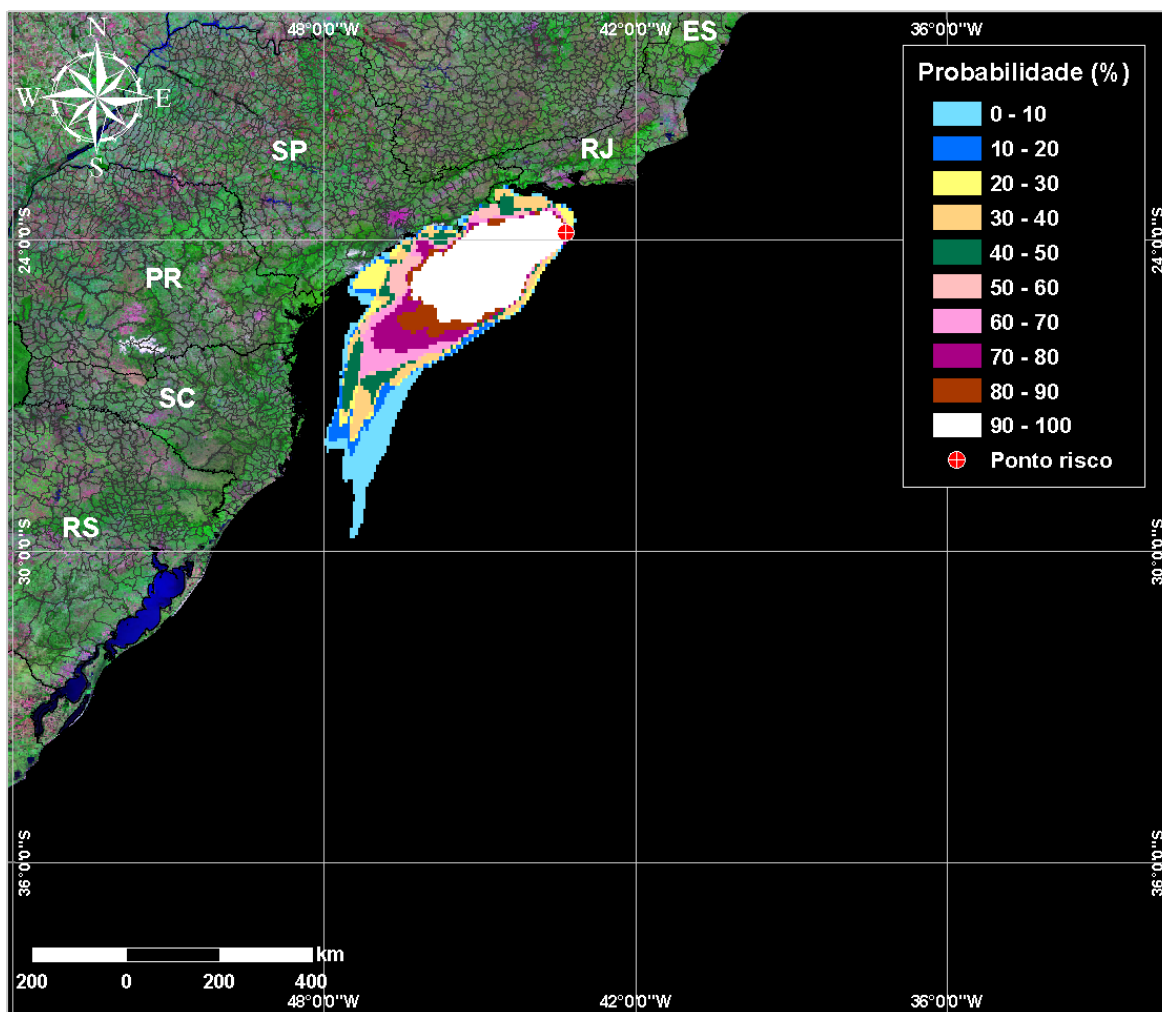 48°0'0"W 42°0'0"W 36°0'0"W
ES
N
W E
S
SP
RJ
PR
SC
RS
24°0'0"S
30°0'0"S
36°0'0"S
24°0'0"S
30°0'0"S
36°0'0"S
Probabilidade (%)
0 - 10
10 - 20
20 - 30
30 - 40
40 - 50
50 - 60
60 - 70
70 - 80
80 - 90
90 - 100
Ponto risco
km
200 0 200 400
48°0'0"W 42°0'0"W 36°0'0"W